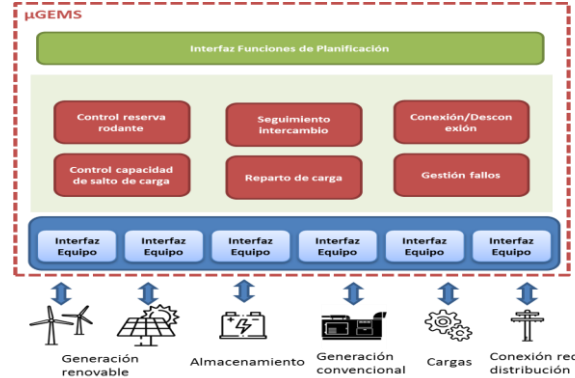 μGEMS
Interfaz Funciones de Planificación
Control reserva
rodante
Seguimiento
intercambio
Conexión/Descon
exión
Control capacidad
de salto de carga
Reparto de carga
Gestión fallos
Interfaz
Equipo
Interfaz
Equipo
Interfaz
Equipo
Interfaz
Equipo
Interfaz
Equipo
Interfaz
Equipo
Generación
renovable
Almacenamiento
Generación
convencional
Cargas
Conexión red
distribución